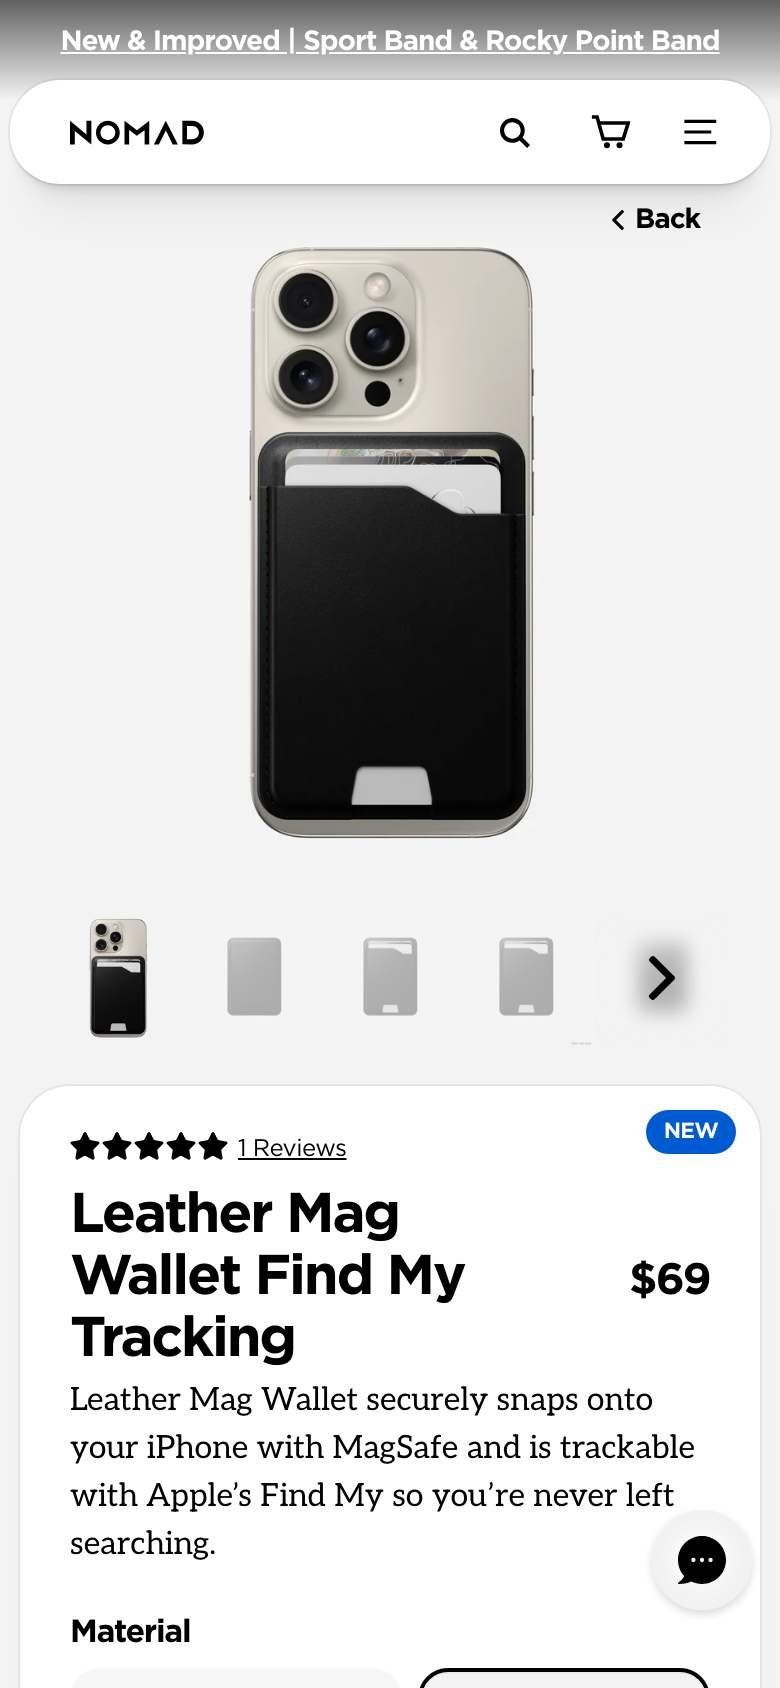 New & Improved | Sport Band & Rocky Point Band
NOMAD
Back
1 Reviews
NEW
Leather Mag
Wallet Find My
Tracking
$69
Leather Mag Wallet securely snaps onto
your iPhone with MagSafe and is trackable
with Apple’s Find My so you’re never left
searching.
Material